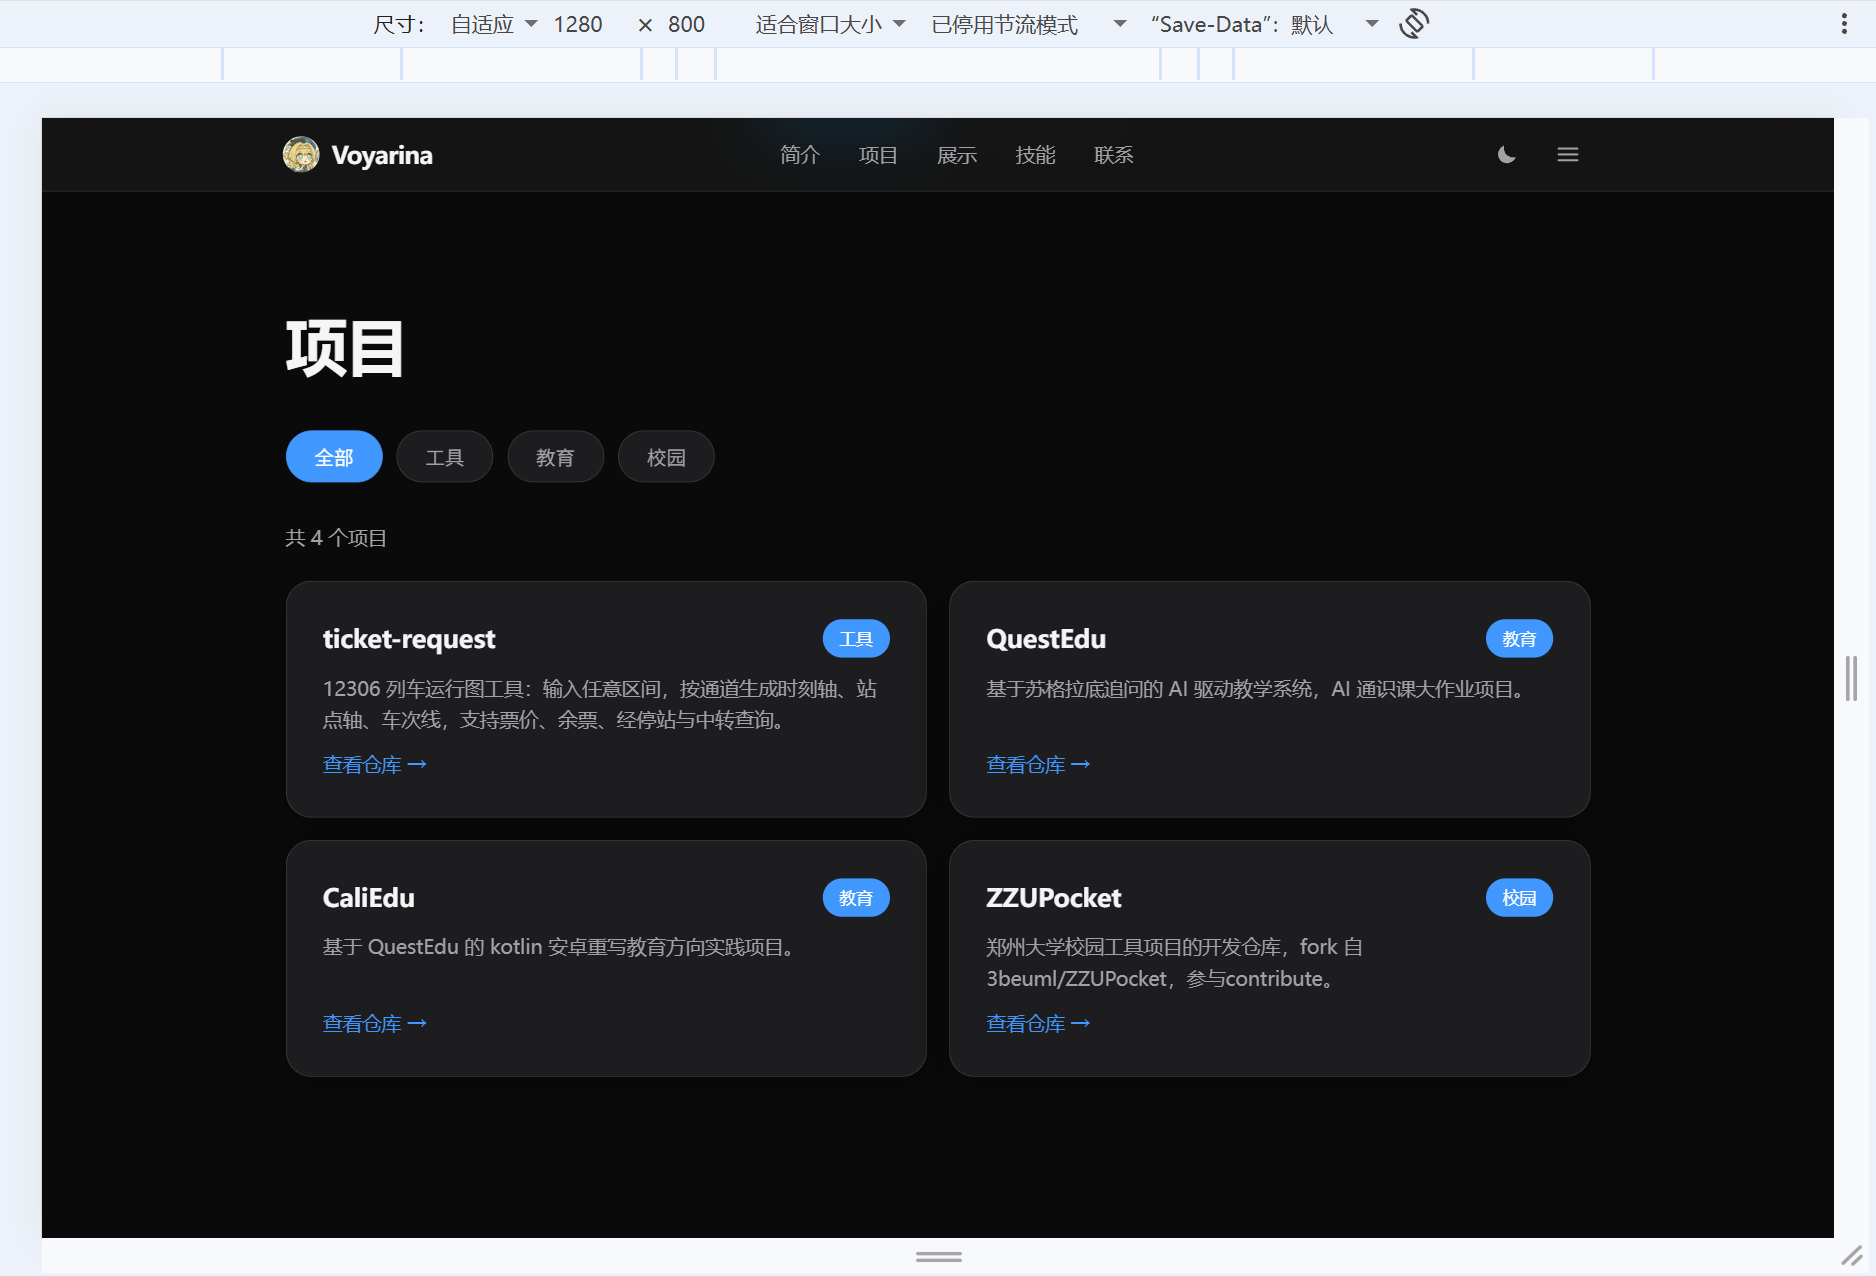 尺寸： 自适应 1280 × 800 适合窗口大小 已停用节流模式 “Save-Data”：默认
Voyarina 简介 项目 展示 技能 联系
项目
全部 工具 教育 校园
共 4 个项目
ticket-request 工具
12306 列车运行图工具：输入任意区间，按通道生成时刻轴、站
点轴、车次线，支持票价、余票、经停站与中转查询。
查看仓库 →
QuestEdu 教育
基于苏格拉底追问的 AI 驱动教学系统，AI 通识课大作业项目。
查看仓库 →
CaliEdu 教育
基于 QuestEdu 的 kotlin 安卓重写教育方向实践项目。
查看仓库 →
ZZUPocket 校园
郑州大学校园工具项目的开发仓库，fork 自
3beuml/ZZUPocket，参与contribute。
查看仓库 →